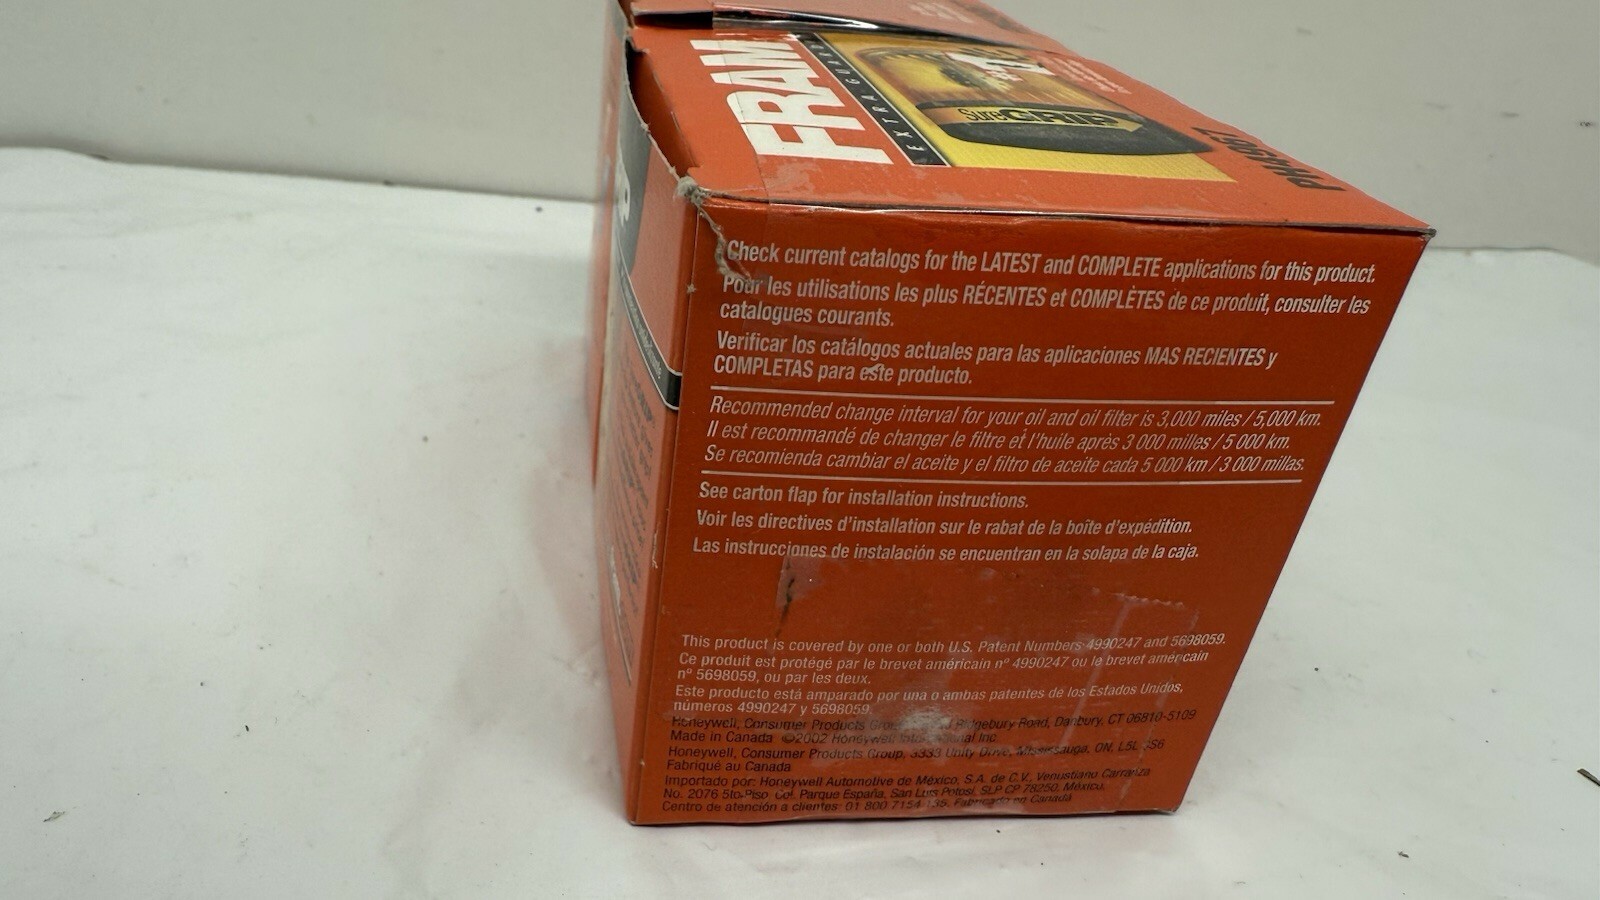 FRAM
EXTRA GUARD
#1
Sure GRIP
Check current catalogs for the LATEST and COMPLETE applications for this product.
Pour les utilisations les plus RÉCENTES et COMPLÈTES de ce produit, consulter les
catalogues courants.
Verificar los catálogos actuales para las aplicaciones MAS RECIENTES y
COMPLETAS para este producto.
Recommended change interval for your oil and oil filter is 3,000 miles / 5,000 km.
Il est recommandé de changer le filtre et l'huile après 3 000 milles / 5 000 km.
Se recomienda cambiar el aceite y el filtro de aceite cada 5 000 km / 3 000 millas.
See carton flap for installation instructions.
Voir les directives d'installation sur le rabat de la boîte d'expédition.
Las instrucciones de instalación se encuentran en la solapa de la caja.
This product is covered by one or both U.S. Patent Numbers 4990247 and 5698059.
Ce produit est protégé par le brevet américain nº 4990247 ou le brevet américain
nº 5698059, ou par les deux.
Este producto está amparado por una o ambas patentes de los Estados Unidos,
números 4990247 y 5698059.
Honeywell, Consumer Products Group, Ridgebury Road, Danbury, CT 06810-5109
Made in Canada ©2002 Honeywell International Inc.
Honeywell, Consumer Products Group, 3333 Unity Drive, Mississauga, ON, L5L 3S6
Fabriqué au Canada
Importado por: Honeywell Automotive de México, S.A. de C.V., Venustiano Carranza
No. 2076 5to Piso Col. Parque España, San Luis Potosí, SLP CP 78250, México.
Centro de atención a clientes: 01 800 7154 135. Fabricado en Canadá